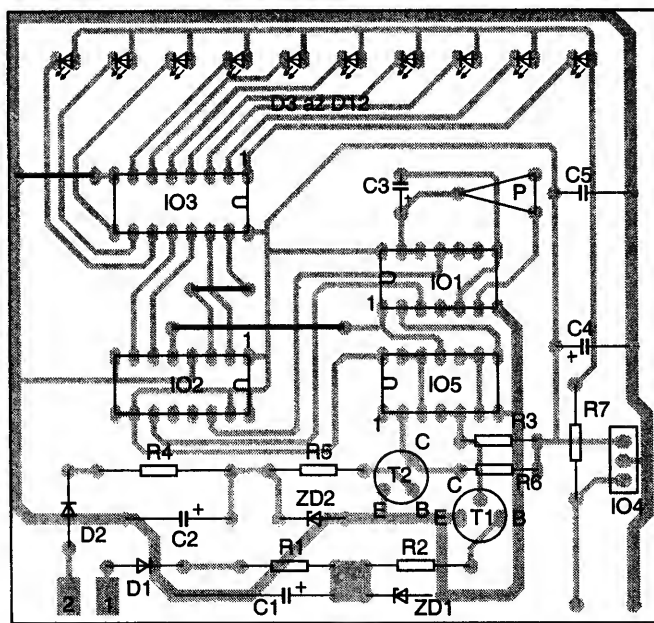 D3 až D12
1
IO3
C3
P
C5
IO1
1
1
C4
IO2
IO5
1
R7
R3
C
R4
R5
T2
R6
C
IO4
E
B
E
T1
B
D2
C2
ZD2
R1
R2
2
1
D1
C1
ZD1